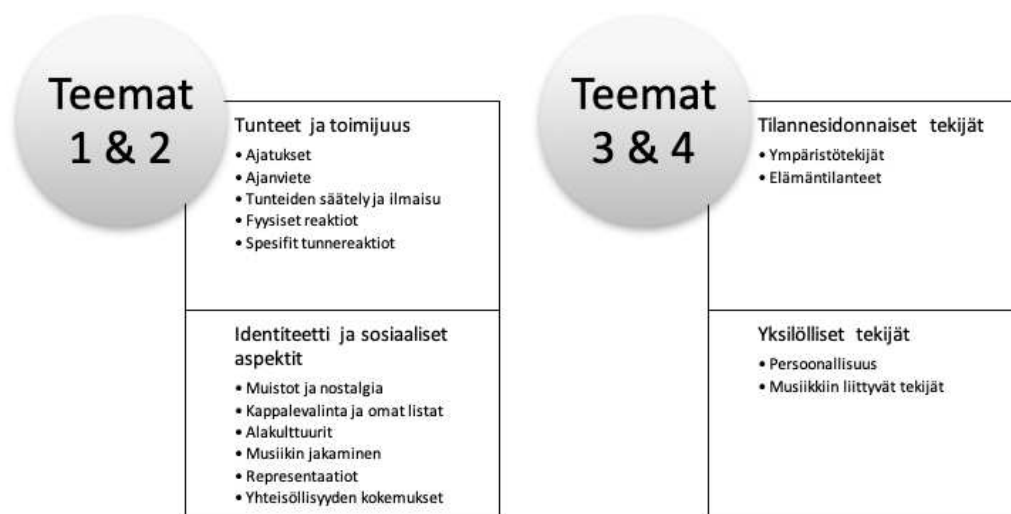 Teemat
1 & 2
Tunteet ja toimijuus
• Ajatukset
• Ajanviete
• Tunteiden säätely ja ilmaisu
• Fyysiset reaktiot
• Spesifit tunnereaktiot
Identiteetti ja sosiaaliset
aspektit
• Muistot ja nostalgia
• Kappalevalinta ja omat listat
• Alakulttuurit
• Musiikin jakaminen
• Representaatiot
• Yhteisöllisyyden kokemukset
Teemat
3 & 4
Tilannesidonnaiset tekijät
• Ympäristötekijät
• Elämäntilanteet
Yksilölliset tekijät
• Persoonallisuus
• Musiikkiin liittyvät tekijät